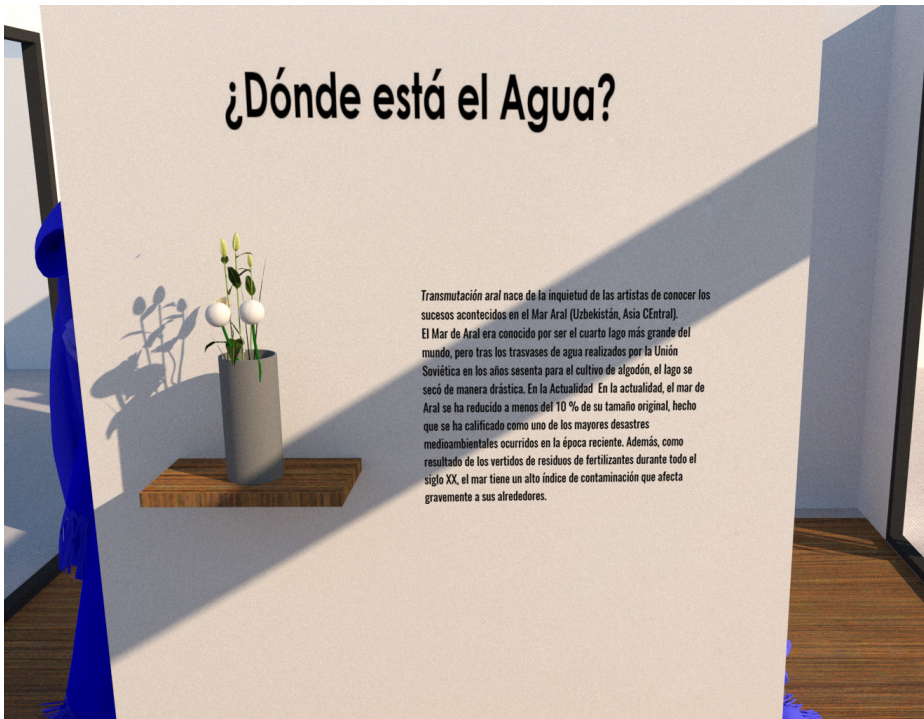 ¿Dónde está el Agua?
Transmutación aral nace de la inquietud de las artistas de conocer los
sucesos acontecidos en el Mar Aral (Uzbekistán, Asia CEntral).
El Mar de Aral era conocido por ser el cuarto lago más grande del
mundo, pero tras los trasvases de agua realizados por la Unión
Soviética en los años sesenta para el cultivo de algodón, el lago se
secó de manera drástica. En la Actualidad  En la actualidad, el mar de
Aral se ha reducido a menos del 10 % de su tamaño original, hecho
que se ha calificado como uno de los mayores desastres
medioambientales ocurridos en la época reciente. Además, como
resultado de los vertidos de residuos de fertilizantes durante todo el
siglo XX, el mar tiene un alto índice de contaminación que afecta
gravemente a sus alrededores.